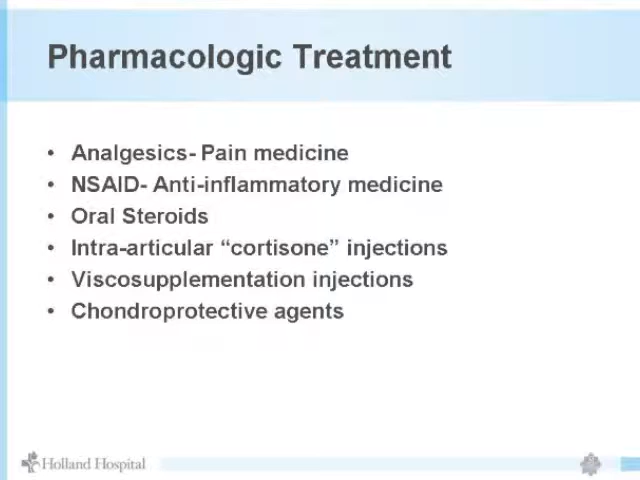 Pharmacologic Treatment
• Analgesics- Pain medicine
• NSAID- Anti-inflammatory medicine
• Oral Steroids
• Intra-articular “cortisone” injections
• Viscosupplementation injections
• Chondroprotective agents
Holland Hospital